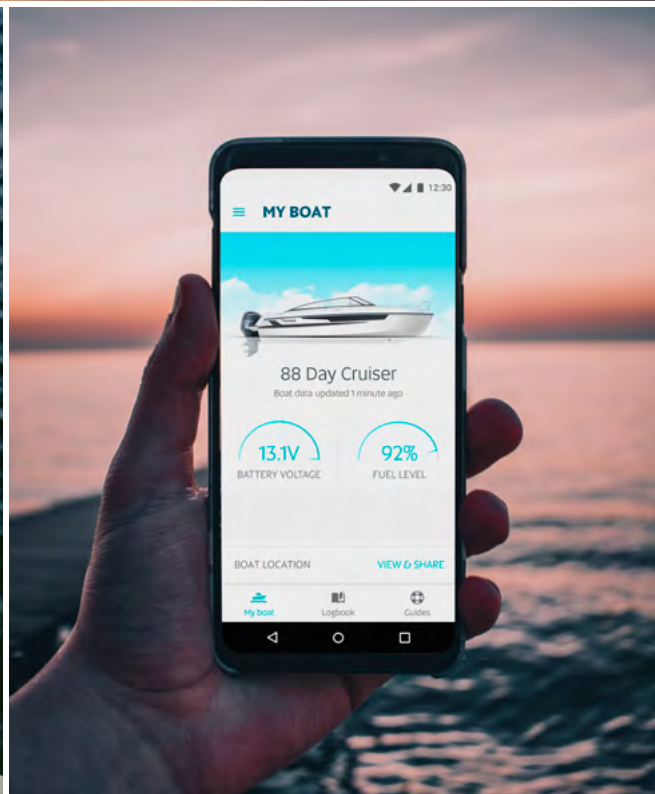 12:30
MY BOAT
88 Day Cruiser
Boat data updated 1 minute ago
13.1V 92%
BATTERY VOLTAGE FUEL LEVEL
BOAT LOCATION VIEW & SHARE
My boat Logbook Guides